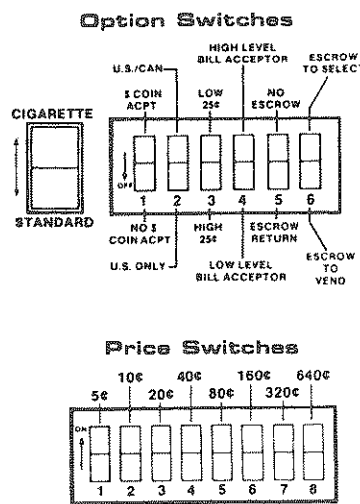 Option Switches
HIGH LEVEL
BILL ACCEPTOR
ESCROW
TO SELECT
U.S./CAN
$ COIN
ACPT
LOW
25¢
NO
ESCROW
CIGARETTE
OFF
STANDARD
1 2 3 4 5 6
NO $
COIN ACPT
HIGH
25¢
ESCROW
RETURN
U.S. ONLY
LOW LEVEL
BILL ACCEPTOR
ESCROW
TO
VEND
Price Switches
10¢ 40¢ 160¢ 640¢
5¢ 20¢ 80¢ 320¢
ON
1 2 3 4 5 6 7 8